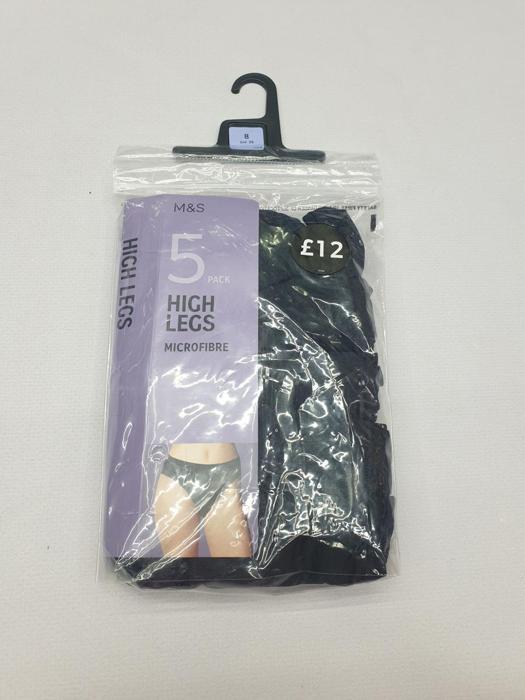 8
M&S
5
PACK
HIGH
LEGS
MICROFIBRE
HIGH LEGS
£12